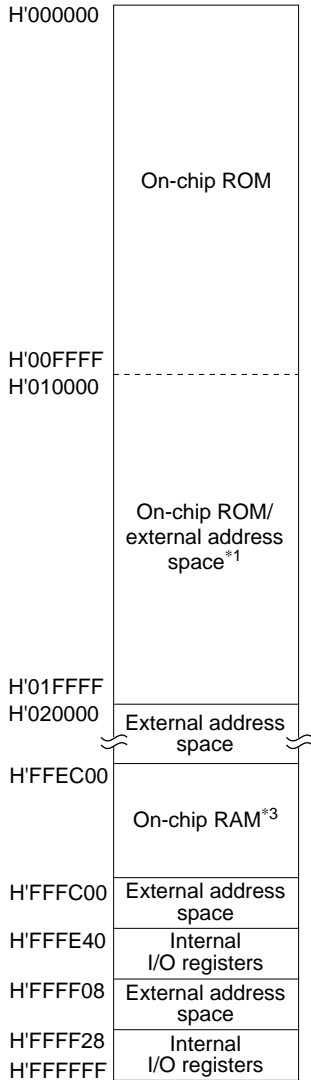 H'000000
On-chip ROM
H'00FFFF
H'010000
On-chip ROM/
external address
space*1
H'01FFFF
H'020000
External address
space
H'FFEC00
On-chip RAM*3
H'FFFC00
External address
space
H'FFFE40
Internal
I/O registers
H'FFFF08
External address
space
H'FFFF28
Internal
I/O registers
H'FFFFFF